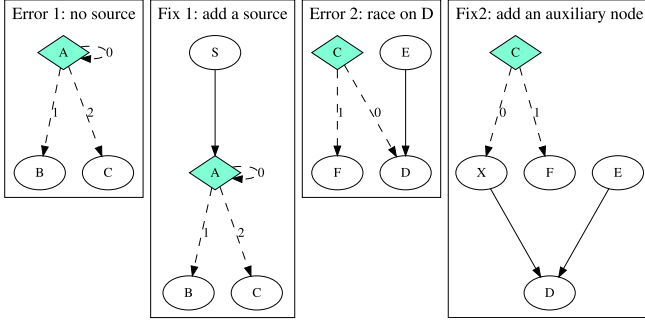 Error 1: no source
A
0
1
2
B
C
Fix 1: add a source
S
A
0
1
2
B
C
Error 2: race on D
C
E
1
0
F
D
Fix2: add an auxiliary node
C
0
1
X
F
E
D